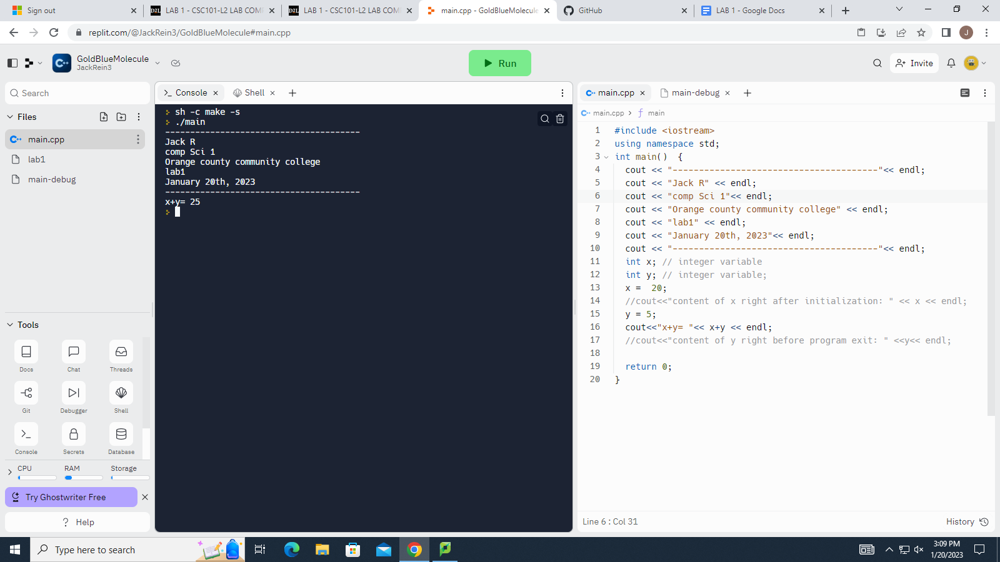 Sign out
LAB 1 - CSC101-L2 LAB COMP
LAB 1 - CSC101-L2 LAB COM
main.cpp - GoldBlueMolecule
GitHub
LAB 1 - Google Docs
replit.com/@JackRein3/GoldBlueMolecule#main.cpp
J
GoldBlueMolecule
JackRein3
Run
Invite
Search
Files
main.cpp
lab1
main-debug
Tools
Docs
Chat
Threads
Git
Debugger
Shell
Console
Secrets
Database
CPU
RAM
Storage
Try Ghostwriter Free
Help
Console
Shell
sh -c make -s
./main
---------------------------------------
Jack R
comp Sci 1
Orange county community college
lab1
January 20th, 2023
---------------------------------------
x+y= 25
main.cpp
main-debug
main.cpp > main
1 #include <iostream>
2 using namespace std;
3 int main()  {
4   cout << "---------------------------------------"<< endl;
5   cout << "Jack R" << endl;
6   cout << "comp Sci 1"<< endl;
7   cout << "Orange county community college" << endl;
8   cout << "lab1" << endl;
9   cout << "January 20th, 2023"<< endl;
10   cout << "---------------------------------------"<< endl;
11   int x; // integer variable
12   int y; // integer variable;
13   x =  20;
14   //cout<<"content of x right after initialization: " << x << endl;
15   y = 5;
16   cout<<"x+y= "<< x+y << endl;
17   //cout<<"content of y right before program exit: " <<y<< endl;
18
19   return 0;
20 }
Line 6 : Col 31
History
Type here to search
3:09 PM
1/20/2023